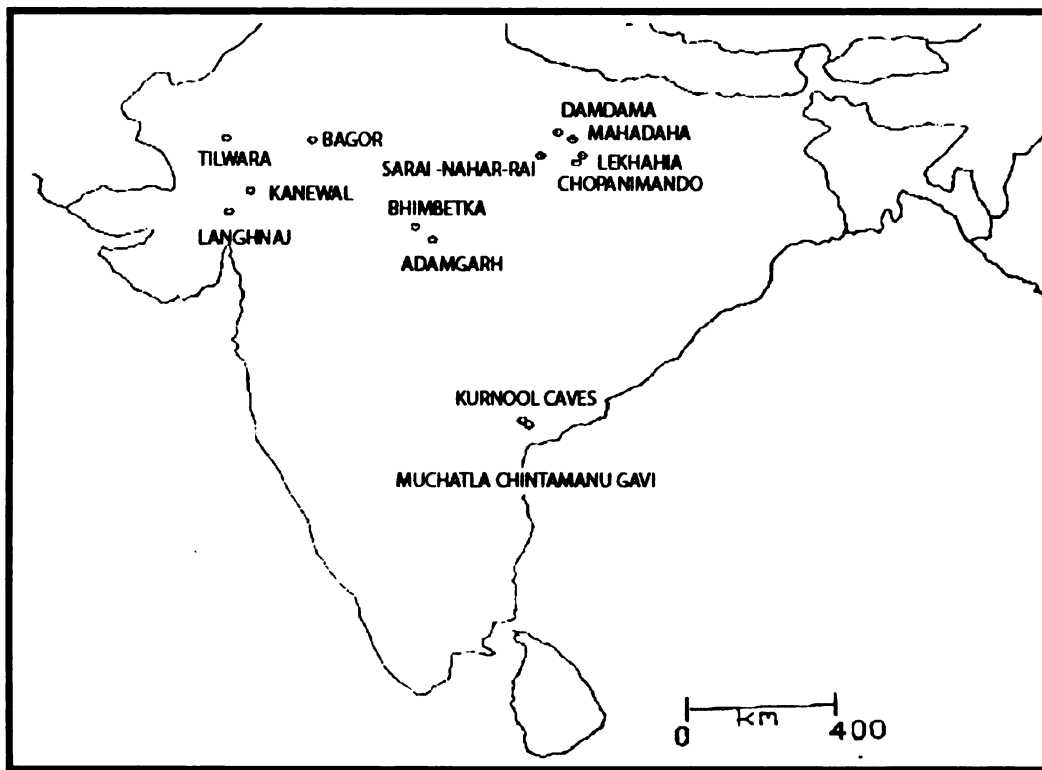 DAMDAMA
BAGOR
MAHADAHA
TILWARA
SARAI -NAHAR-RAI
LEKHAHIA
CHOPANIMANDO
KANEWAL
BHIMBETKA
LANGHNAJ
ADAMGARH
KURNOOL CAVES
MUCHATLA CHINTAMANU GAVI
km
0
400